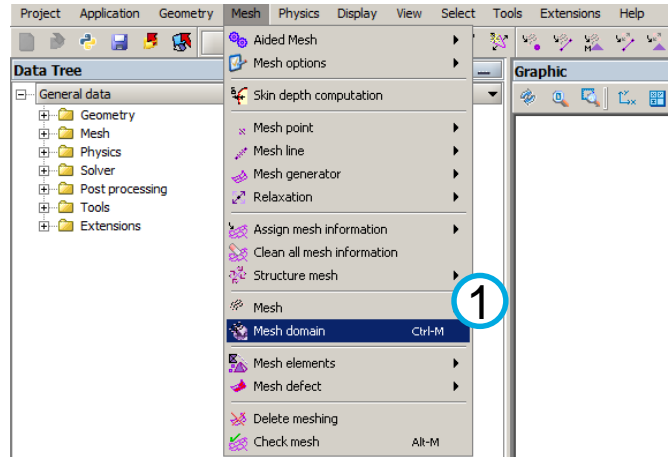 Project Application Geometry Mesh Physics Display View Select Tools Extensions Help
Data Tree
General data
Geometry
Mesh
Physics
Solver
Post processing
Tools
Extensions
Aided Mesh
Mesh options
Skin depth computation
Mesh point
Mesh line
Mesh generator
Relaxation
Assign mesh information
Clean all mesh information
Structure mesh
Mesh
1
Mesh domain Ctrl-M
Mesh elements
Mesh defect
Delete meshing
Check mesh Alt-M
Graphic